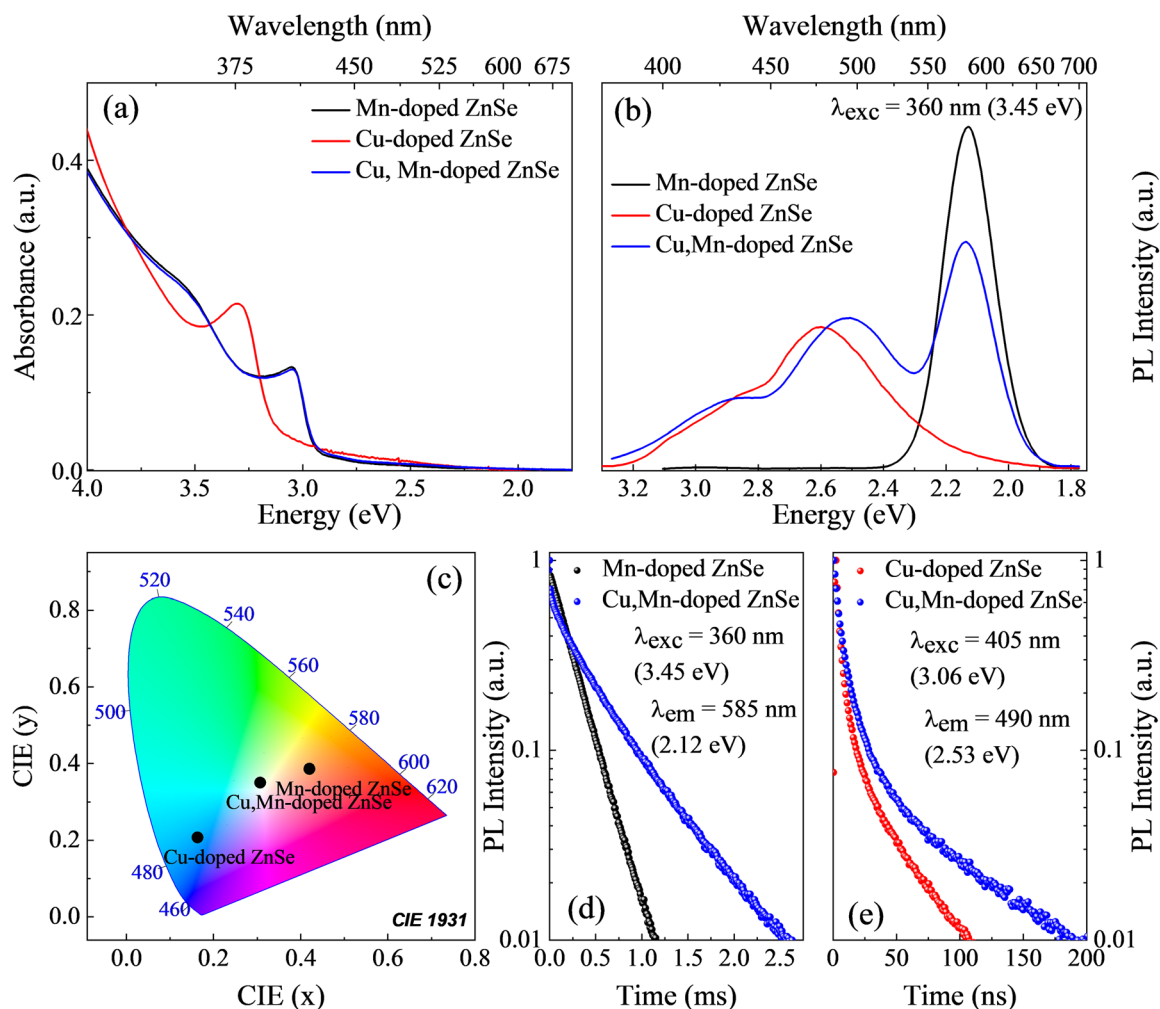 Wavelength (nm)
375 450 525 600 675
(a)
Mn-doped ZnSe
Cu-doped ZnSe
Cu, Mn-doped ZnSe
Absorbance (a.u.)
0.4
0.2
0.0
4.0 3.5 3.0 2.5 2.0
Energy (eV)
Wavelength (nm)
400 450 500 550 600 650 700
(b)
λexc = 360 nm (3.45 eV)
Mn-doped ZnSe
Cu-doped ZnSe
Cu,Mn-doped ZnSe
PL Intensity (a.u.)
3.2 3.0 2.8 2.6 2.4 2.2 2.0 1.8
Energy (eV)
(c)
520
540
560
500
580
600
620
480
460
Mn-doped ZnSe
Cu,Mn-doped ZnSe
Cu-doped ZnSe
CIE 1931
CIE (y)
0.8
0.6
0.4
0.2
0.0
0.0 0.2 0.4 0.6 0.8
CIE (x)
PL Intensity (a.u.)
1
0.1
0.01
Mn-doped ZnSe
Cu,Mn-doped ZnSe
λexc = 360 nm
(3.45 eV)
λem = 585 nm
(2.12 eV)
(d)
0.0 0.5 1.0 1.5 2.0 2.5
Time (ms)
Cu-doped ZnSe
Cu,Mn-doped ZnSe
λexc = 405 nm
(3.06 eV)
λem = 490 nm
(2.53 eV)
(e)
1
0.1
0.01
PL Intensity (a.u.)
0 50 100 150 200
Time (ns)